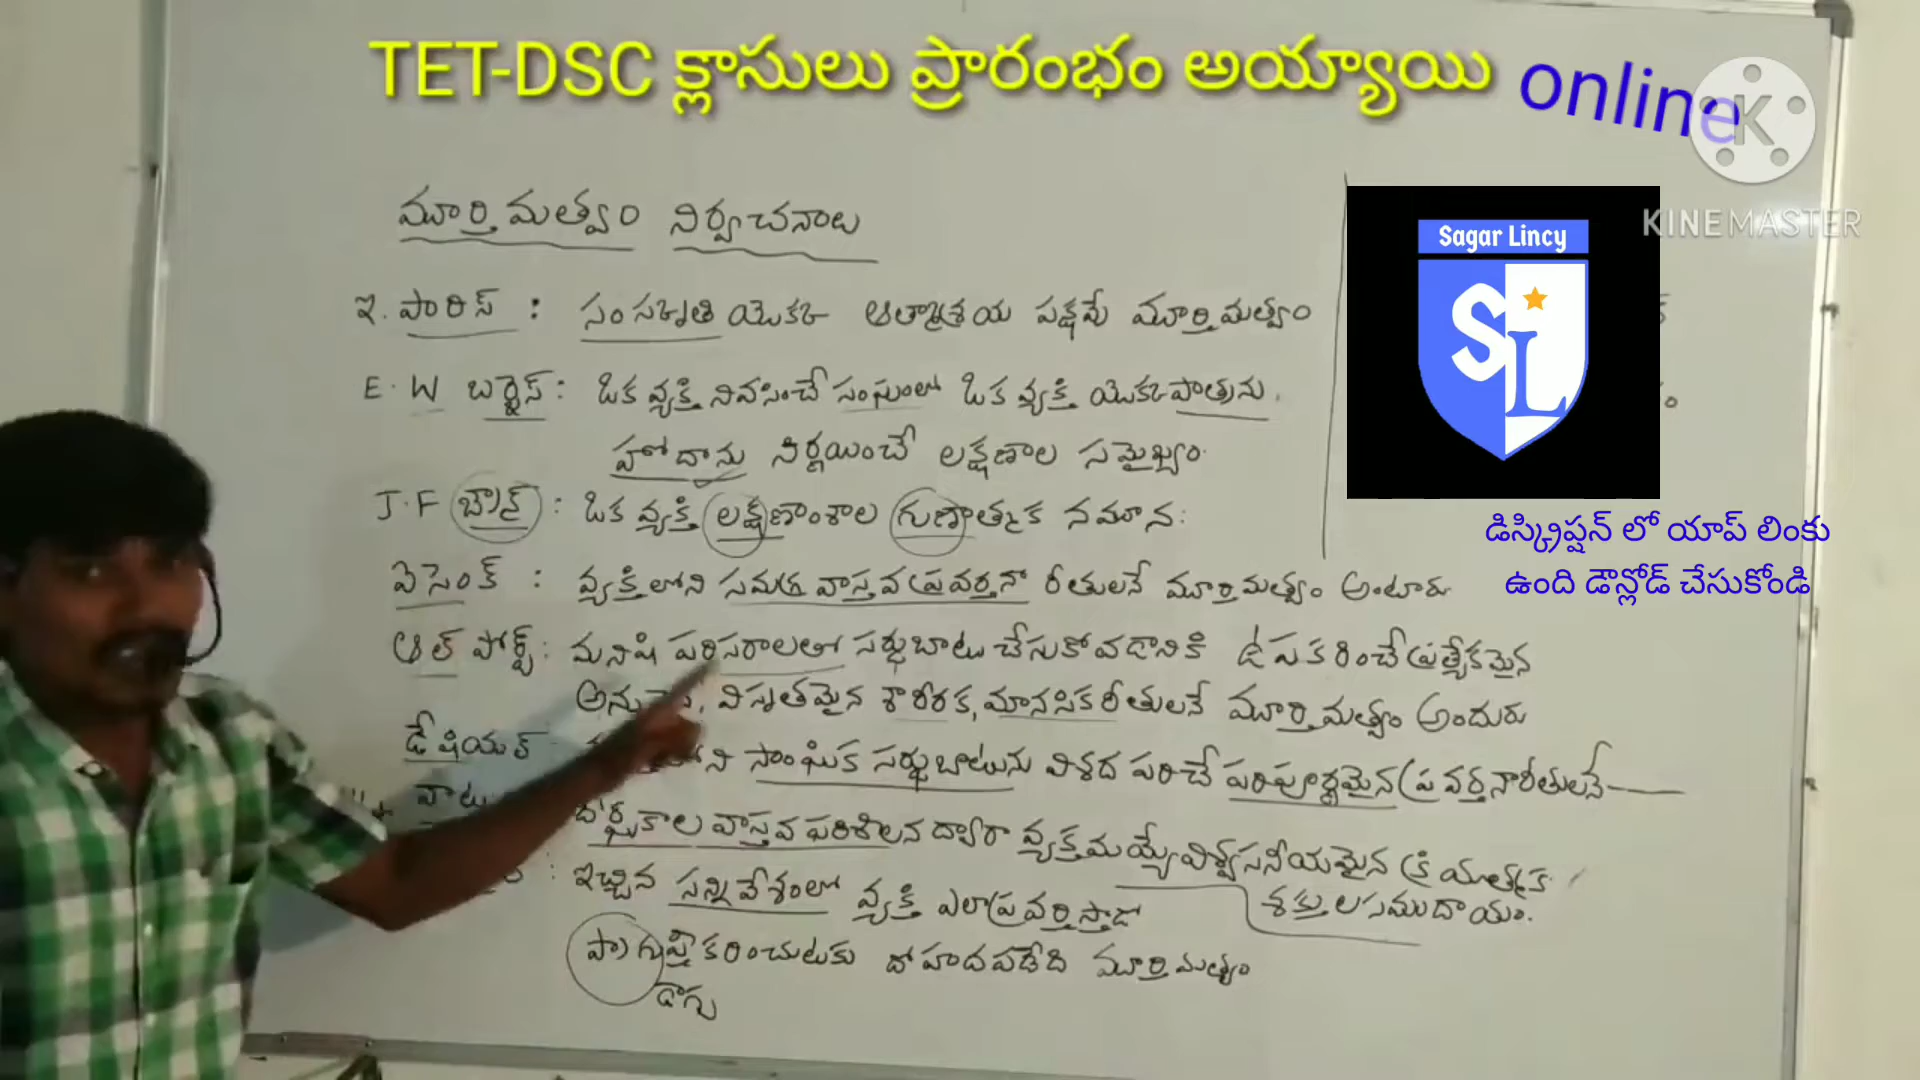 TET-DSC క్లాసులు ప్రారంభం అయ్యాయి online
KINEMASTER
Sagar Lincy
SL
డిస్క్రిప్షన్ లో యాప్ లింకు
ఉంది డౌన్లోడ్ చేసుకోండి
మూర్తిమత్వం నిర్వచనాలు
ఇ. పారిస్ : సంస్కృతి యొక్క ఆత్మాశ్రయ పక్షమే మూర్తిమత్వం
E. W బర్జెస్ : ఒక వ్యక్తి నివసించే సంఘంలో ఒక వ్యక్తి యొక్క పాత్రను,
హోదాను నిర్ణయించే లక్షణాల సమైఖ్యం.
J. F బ్రౌన్ : ఒక వ్యక్తి లక్షణాంశాల గుణాత్మక నమూన:
ఐసెంక్ : వ్యక్తిలోని సమగ్ర వాస్తవ ప్రవర్తనా రీతులనే మూర్తిమత్వం అంటారు
ఆల్ పోర్ట్ : మనిషి పరిసరాలతో సర్దుబాటు చేసుకోవడానికి ఉపకరించే ప్రత్యేకమైన
విస్తృతమైన శారీరక, మానసిక రీతులనే మూర్తిమత్వం అందురు
డేషియల్ సాంఘిక సర్దుబాటును విశద పరిచే పరిపూర్ణమైన ప్రవర్తనారీతులనే
దీర్ఘకాల వాస్తవ పరిశీలన ద్వారా వ్యక్తమయ్యే విశ్వసనీయమైన క్రియాత్మక
శక్తుల సముదాయం.
ఇచ్చిన సన్నివేశంలో వ్యక్తి ఎలా ప్రవర్తిస్తాడో
ప్రాగుప్తీకరించుటకు దోహదపడేది మూర్తిమత్వం